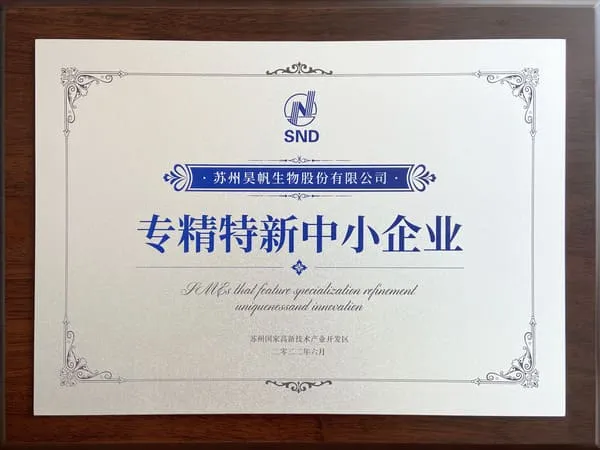 SND
·苏州昊帆生物股份有限公司·
专精特新中小企业
SMEs that feature specialization refinement
uniquenessand innovation
苏州国家高新技术产业开发区
二零二二年六月